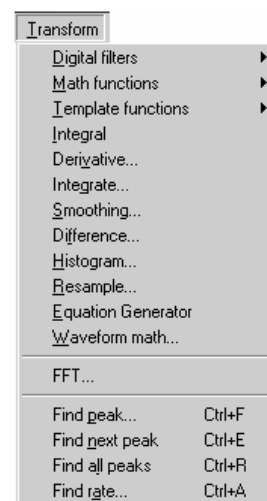 Transform
Digital filters
Math functions
Template functions
Integral
Derivative...
Integrate...
Smoothing...
Difference...
Histogram...
Resample...
Equation Generator
Waveform math...
FFT...
Find peak... Ctrl+F
Find next peak Ctrl+E
Find all peaks Ctrl+R
Find rate... Ctrl+A